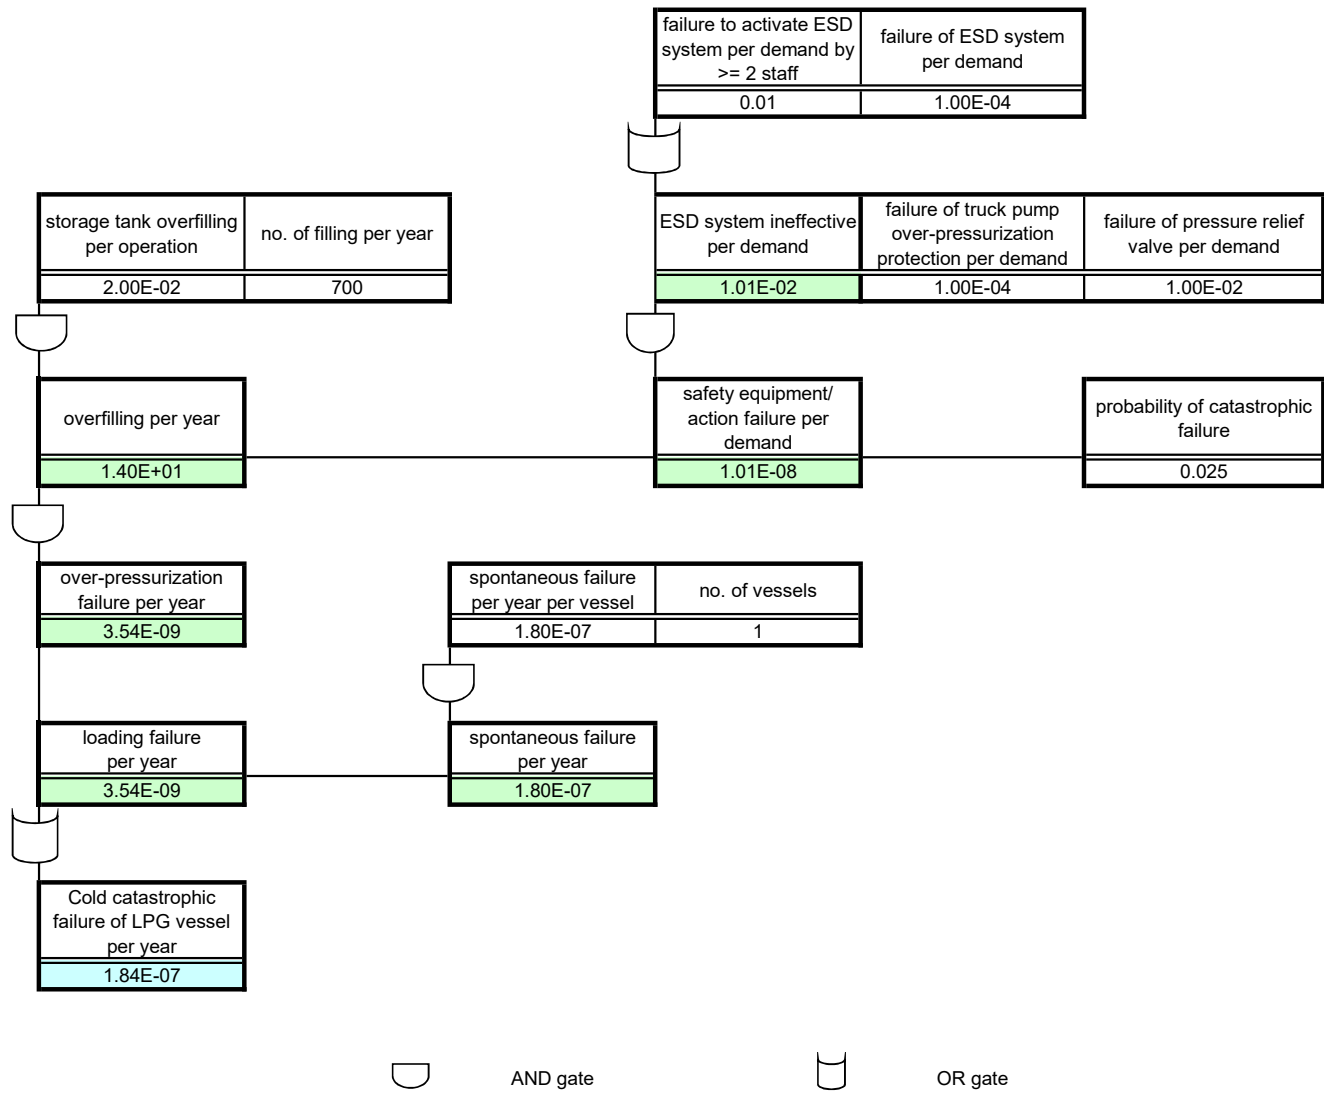 failure to activate ESD
system per demand by
>= 2 staff
failure of ESD system
per demand
0.01
1.00E-04
storage tank overfilling
per operation
no. of filling per year
2.00E-02
700
ESD system ineffective
per demand
failure of truck pump
over-pressurization
protection per demand
failure of pressure relief
valve per demand
1.01E-02
1.00E-04
1.00E-02
overfilling per year
1.40E+01
safety equipment/
action failure per
demand
1.01E-08
probability of catastrophic
failure
0.025
over-pressurization
failure per year
3.54E-09
spontaneous failure
per year per vessel
no. of vessels
1.80E-07
1
loading failure
per year
3.54E-09
spontaneous failure
per year
1.80E-07
Cold catastrophic
failure of LPG vessel
per year
1.84E-07
AND gate
OR gate